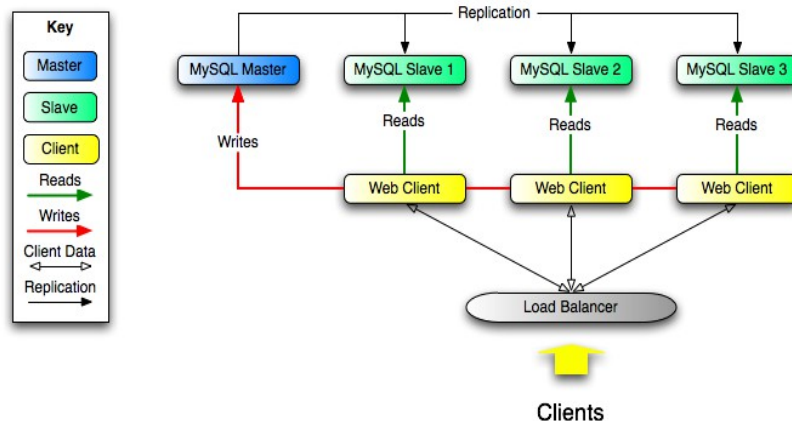 Key
Master
Slave
Client
Reads
Writes
Client Data
Replication
Replication
MySQL Master
MySQL Slave 1
MySQL Slave 2
MySQL Slave 3
Writes
Reads
Reads
Reads
Web Client
Web Client
Web Client
Load Balancer
Clients